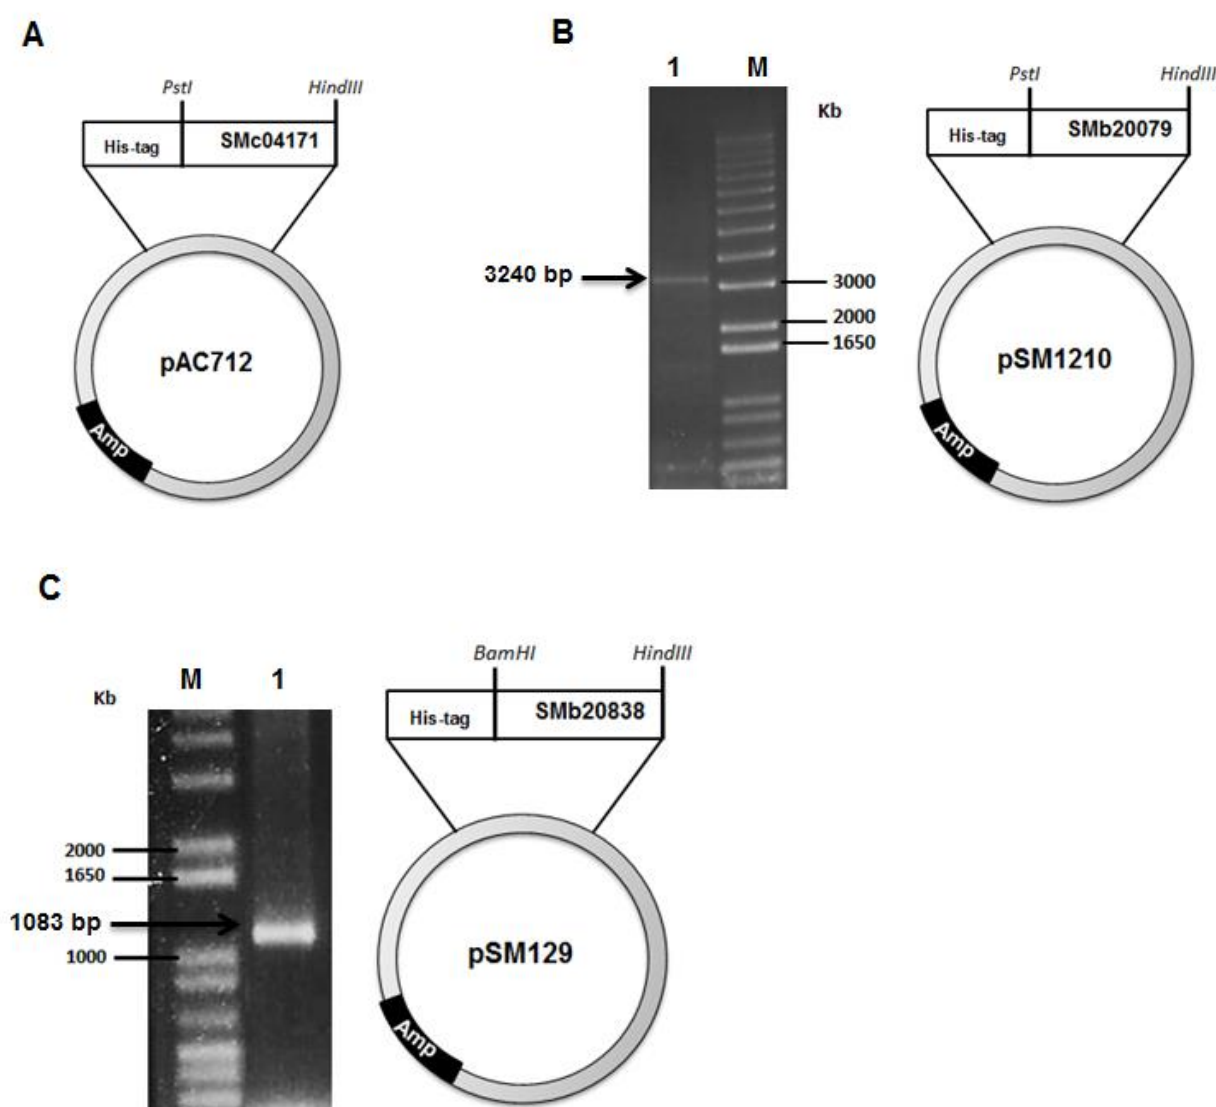 A
PstI
HindIII
His-tag
SMc04171
pAC712
Amp
B
1 M
Kb
3240 bp
3000
2000
1650
PstI
HindIII
His-tag
SMb20079
pSM1210
Amp
C
Kb
M 1
2000
1650
1083 bp
1000
BamHI
HindIII
His-tag
SMb20838
pSM129
Amp